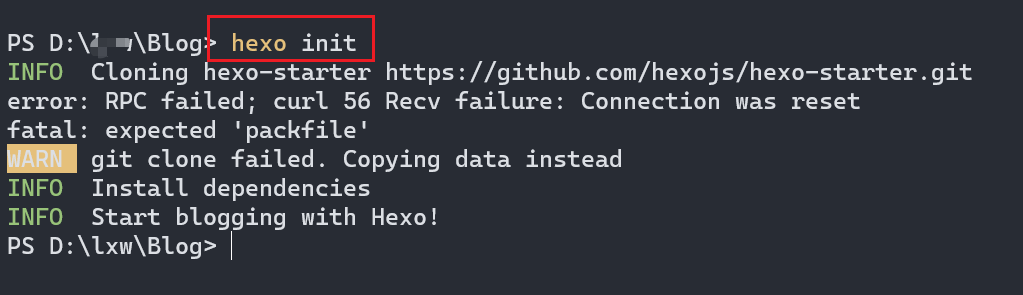 PS D:\ \Blog> hexo init
INFO  Cloning hexo-starter https://github.com/hexojs/hexo-starter.git
error: RPC failed; curl 56 Recv failure: Connection was reset
fatal: expected 'packfile'
WARN  git clone failed. Copying data instead
INFO  Install dependencies
INFO  Start blogging with Hexo!
PS D:\lxw\Blog>